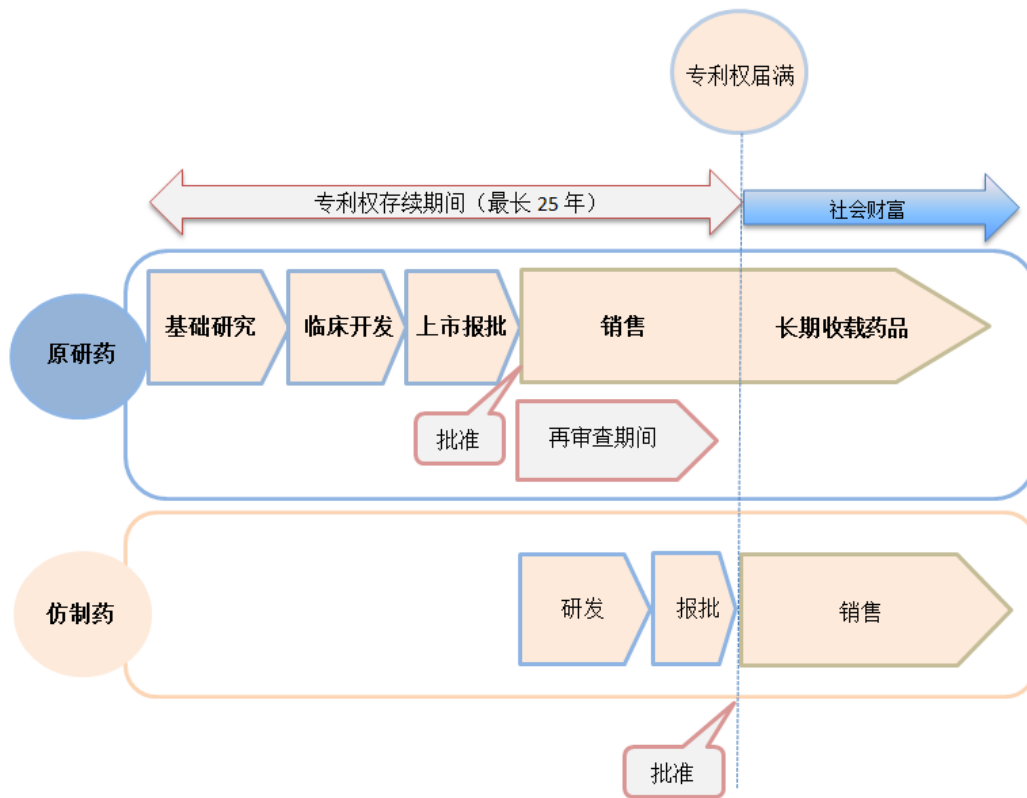 专利权届满
专利权存续期间（最长 25 年）
社会财富
原研药
基础研究
临床开发
上市报批
销售
长期收载药品
批准
再审查期间
仿制药
研发
报批
销售
批准